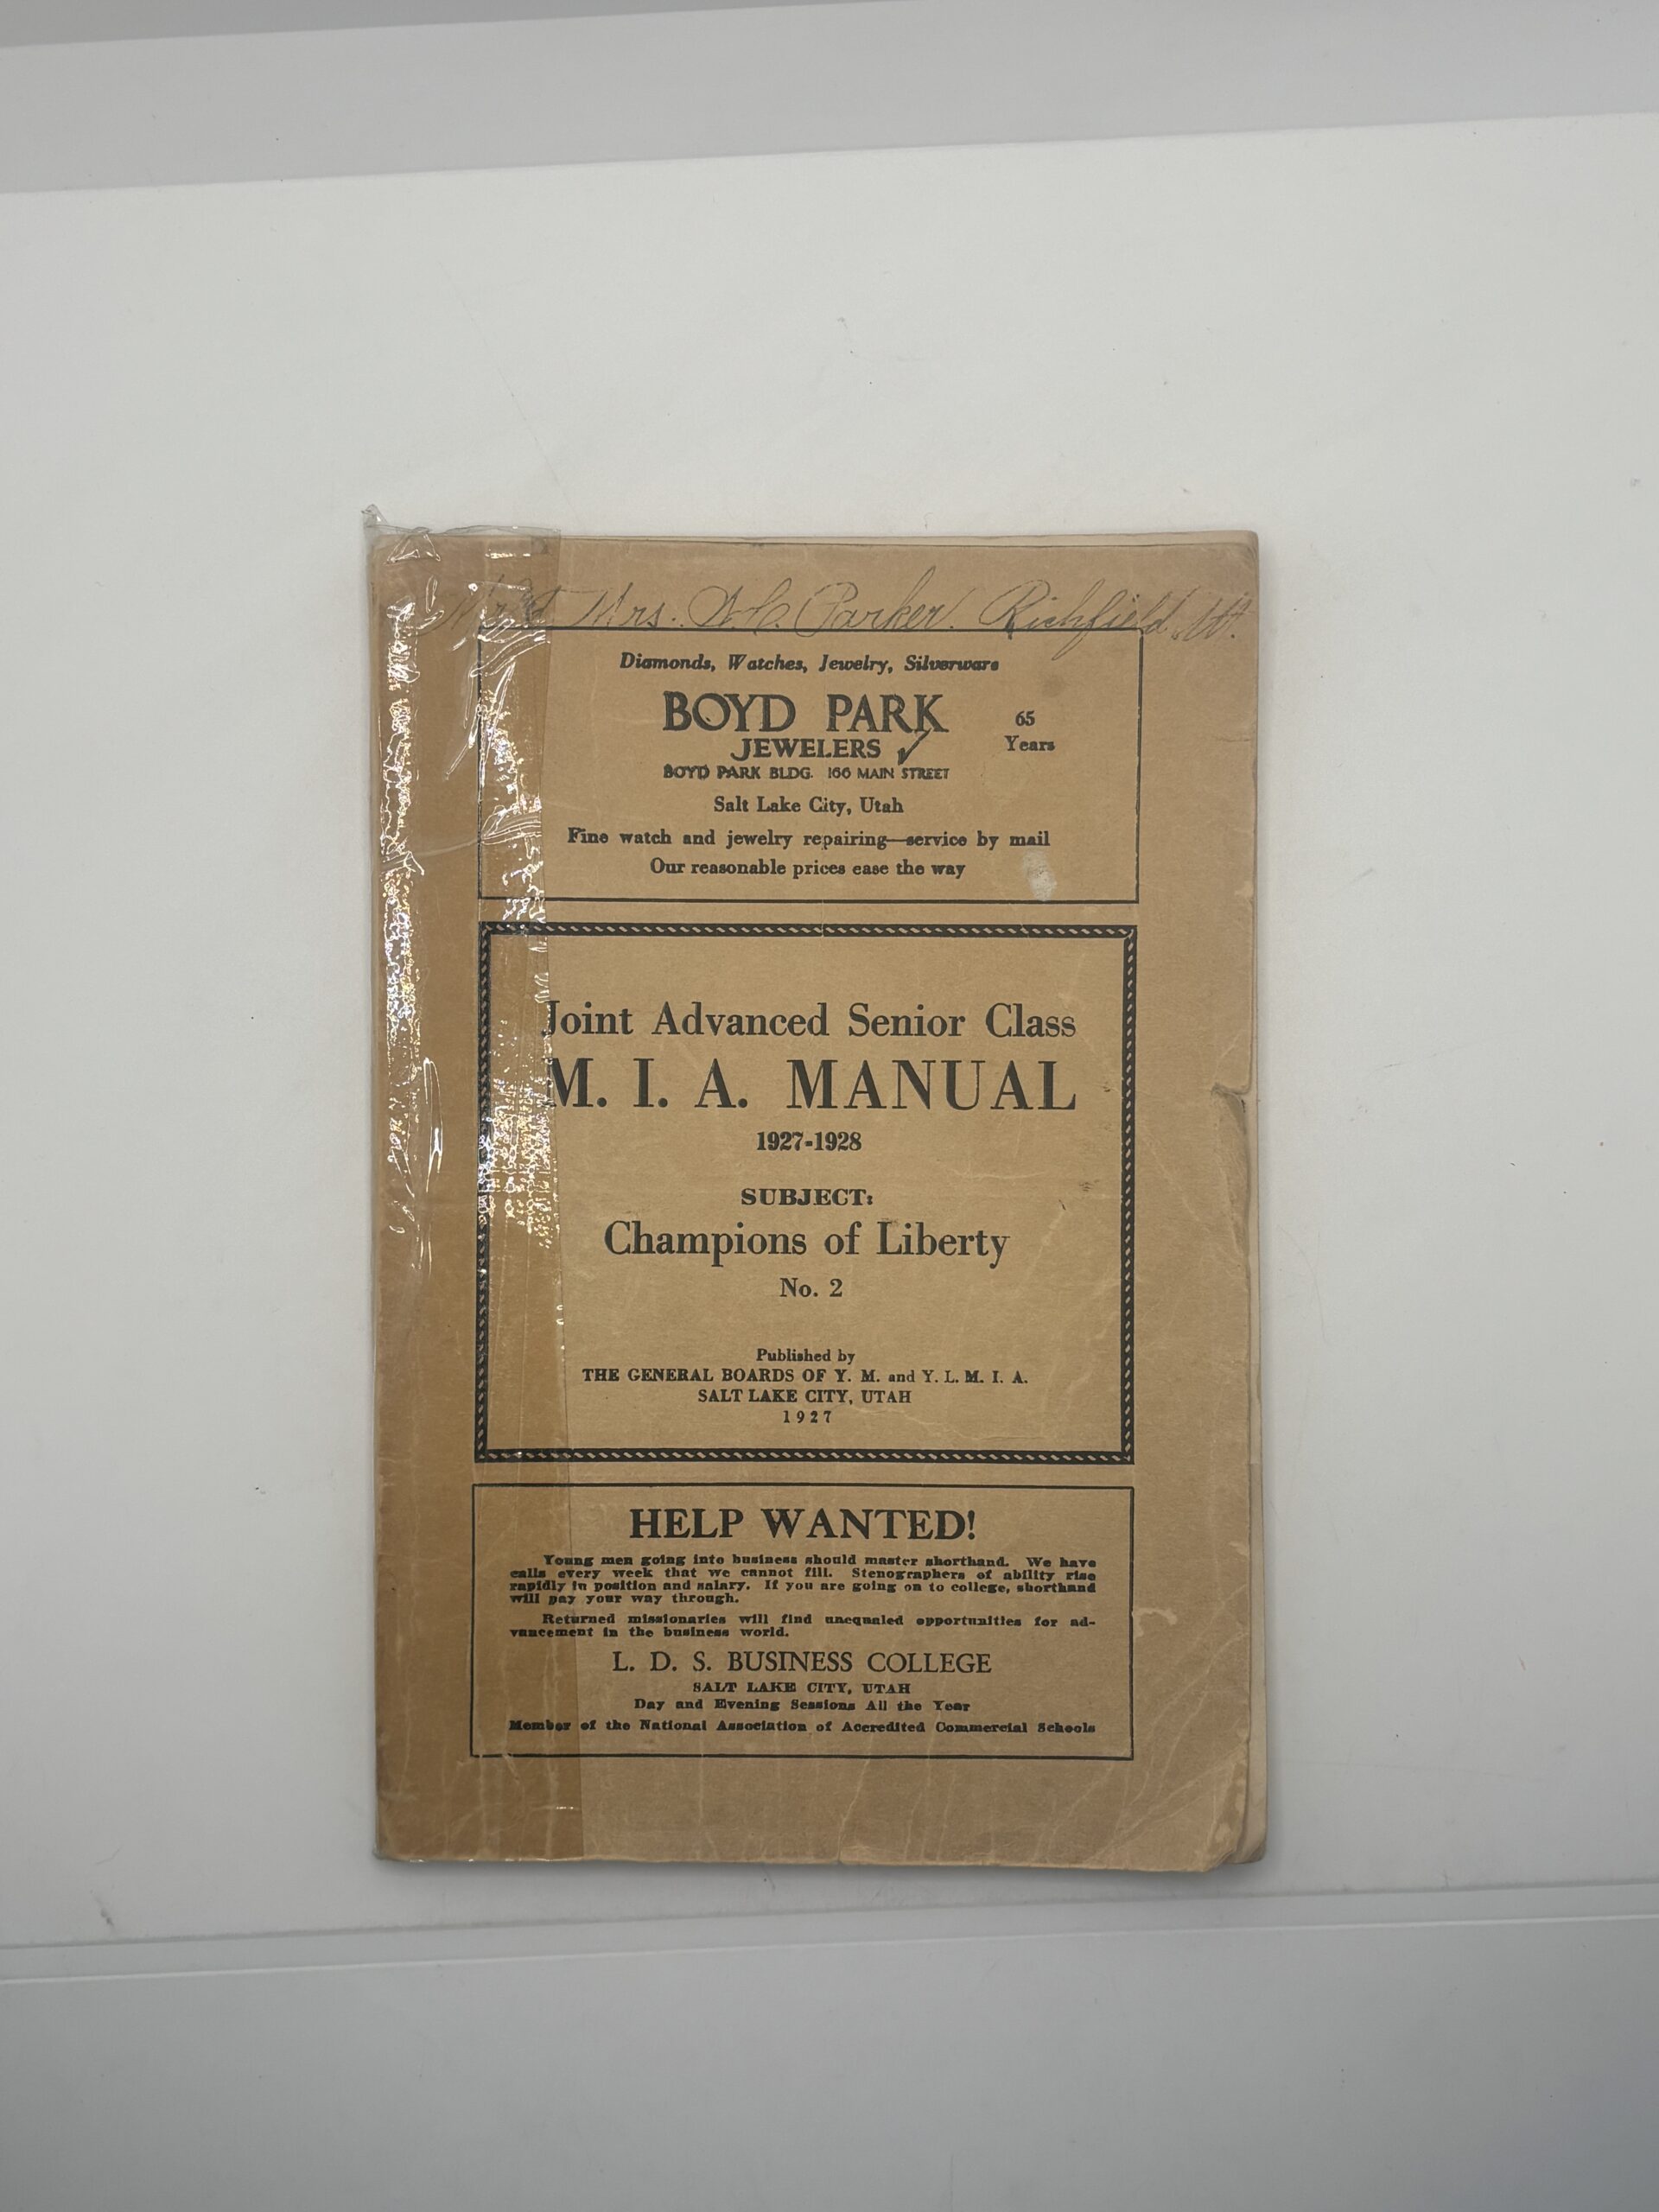 Mr & Mrs. Parker. Richfield, Ut.
Diamonds, Watches, Jewelry, Silverware
BOYD PARK
65
JEWELERS
Years
BOYD PARK BLDG. 166 MAIN STREET
Salt Lake City, Utah
Fine watch and jewelry repairing—service by mail
Our reasonable prices ease the way
Joint Advanced Senior Class
M. I. A. MANUAL
1927-1928
SUBJECT:
Champions of Liberty
No. 2
Published by
THE GENERAL BOARDS OF Y. M. and Y. L. M. I. A.
SALT LAKE CITY, UTAH
1927
HELP WANTED!
Young men going into business should master shorthand. We have
calls every week that we cannot fill. Stenographers of ability rise
rapidly in position and salary. If you are going on to college, shorthand
will pay your way through.
Returned missionaries will find unequaled opportunities for ad-
vancement in the business world.
L. D. S. BUSINESS COLLEGE
SALT LAKE CITY, UTAH
Day and Evening Sessions All the Year
Member of the National Association of Accredited Commercial Schools